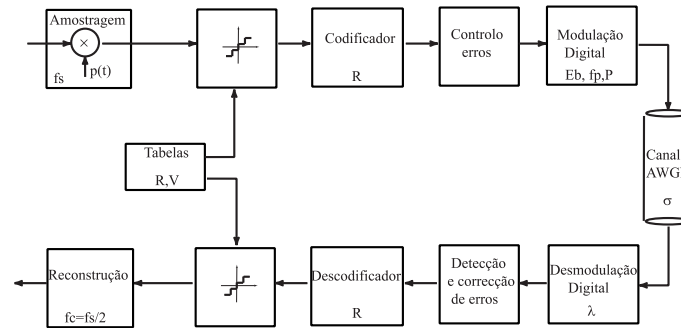 Amostragem
×
p(t)
fs
Codificador
R
Controlo
erros
Modulação
Digital
Eb, fp,P
Tabelas
R,V
Canal
AWG
σ
Reconstrução
fc=fs/2
Descodificador
R
Detecção
e correcção
de erros
Desmodulação
Digital
λ